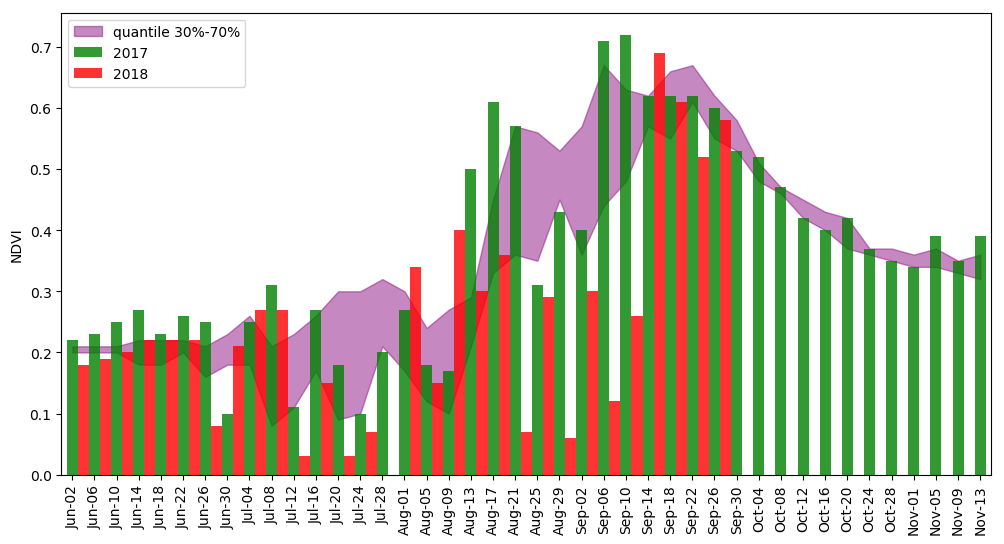 quantile 30%-70%
2017
2018
NDVI
0.7
0.6
0.5
0.4
0.3
0.2
0.1
0.0
Jun-02
Jun-06
Jun-10
Jun-14
Jun-18
Jun-22
Jun-26
Jun-30
Jul-04
Jul-08
Jul-12
Jul-16
Jul-20
Jul-24
Jul-28
Aug-01
Aug-05
Aug-09
Aug-13
Aug-17
Aug-21
Aug-25
Aug-29
Sep-02
Sep-06
Sep-10
Sep-14
Sep-18
Sep-22
Sep-26
Sep-30
Oct-04
Oct-08
Oct-12
Oct-16
Oct-20
Oct-24
Oct-28
Nov-01
Nov-05
Nov-09
Nov-13